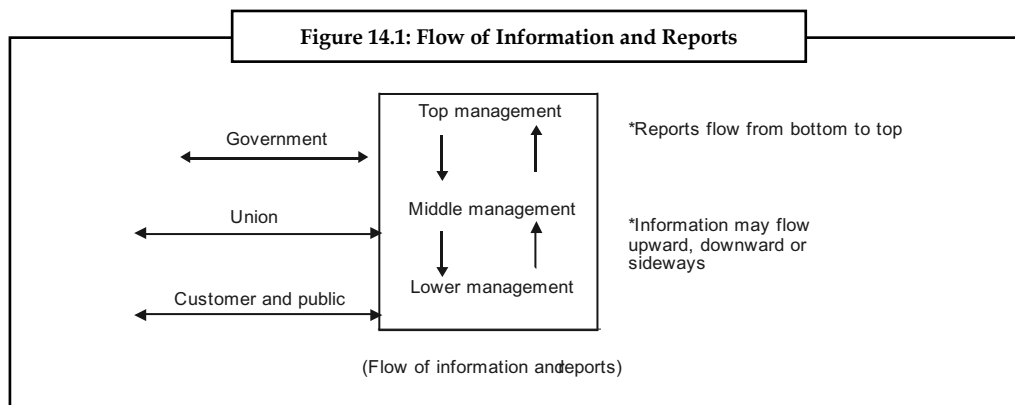 Figure 14.1: Flow of Information and Reports
Top management
*Reports flow from bottom to top
Government
Middle management
Union
*Information may flow
upward, downward or
sideways
Lower management
Customer and public
(Flow of information andreports)